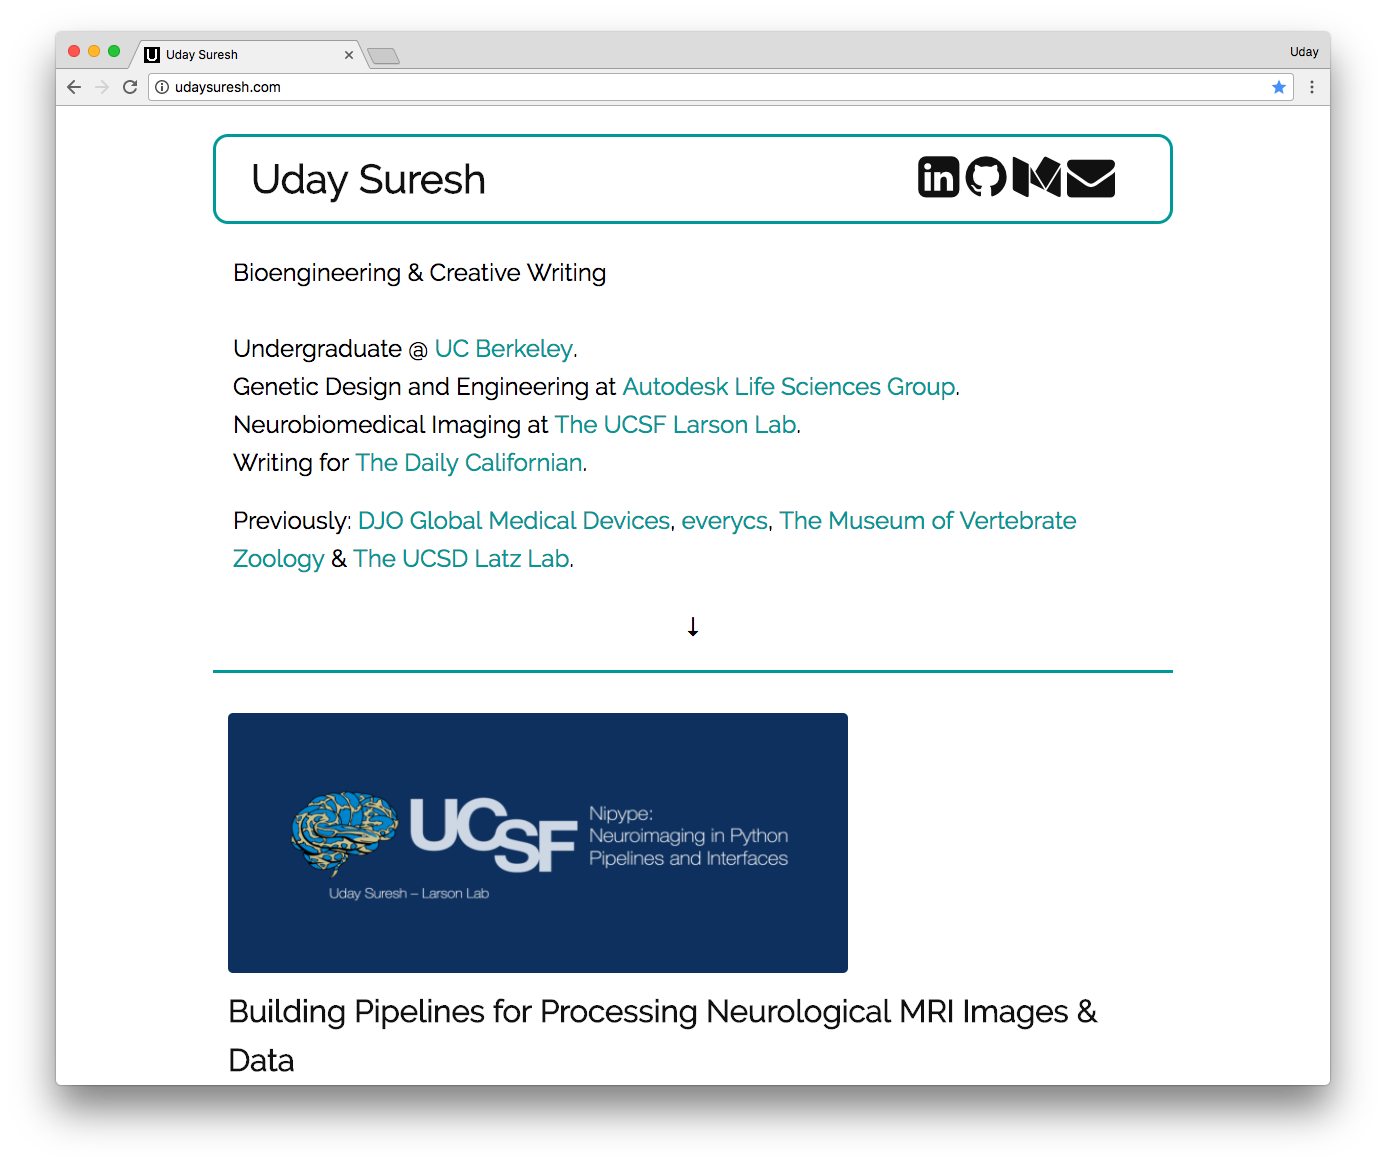 Uday Suresh
Uday
udaysuresh.com
Uday Suresh
Bioengineering & Creative Writing
Undergraduate @ UC Berkeley.
Genetic Design and Engineering at Autodesk Life Sciences Group.
Neurobiomedical Imaging at The UCSF Larson Lab.
Writing for The Daily Californian.
Previously: DJO Global Medical Devices, everycs, The Museum of Vertebrate
Zoology & The UCSD Latz Lab.
↓
UCSF
Nipype:
Neuroimaging in Python
Pipelines and Interfaces
Uday Suresh – Larson Lab
Building Pipelines for Processing Neurological MRI Images &
Data